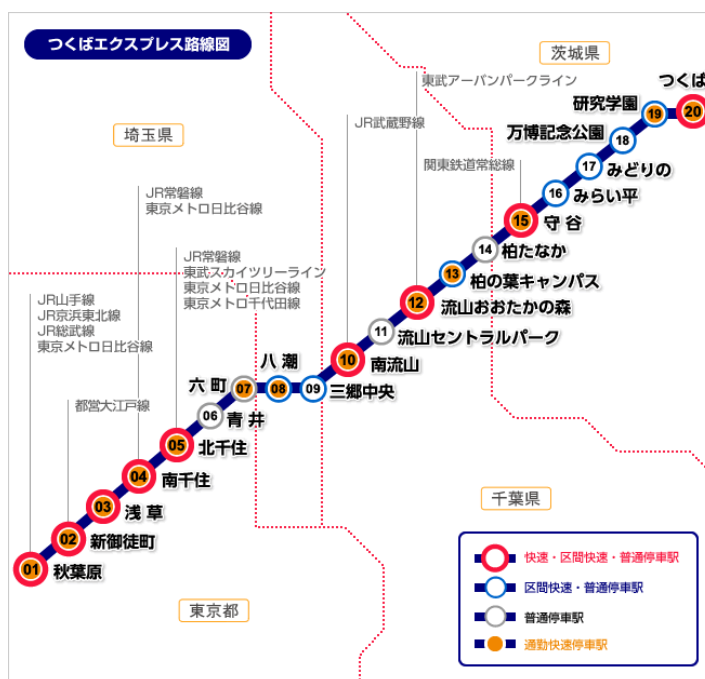 つくばエクスプレス路線図
茨城県
つくば
東武アーバンパークライン
研究学園
20
19
埼玉県
JR武蔵野線
万博記念公園
18
関東鉄道常総線
17
みどりの
JR常磐線
東京メトロ日比谷線
16
みらい平
15
守谷
14
柏たなか
JR常磐線
東武スカイツリーライン
東京メトロ日比谷線
東京メトロ千代田線
13
柏の葉キャンパス
JR山手線
JR京浜東北線
JR総武線
東京メトロ日比谷線
12
流山おおたかの森
11
流山セントラルパーク
八潮
10
南流山
六町
07
08
09
三郷中央
都営大江戸線
06
青井
05
北千住
04
南千住
千葉県
03
浅草
02
新御徒町
01
秋葉原
東京都
快速・区間快速・普通停車駅
区間快速・普通停車駅
普通停車駅
通勤快速停車駅